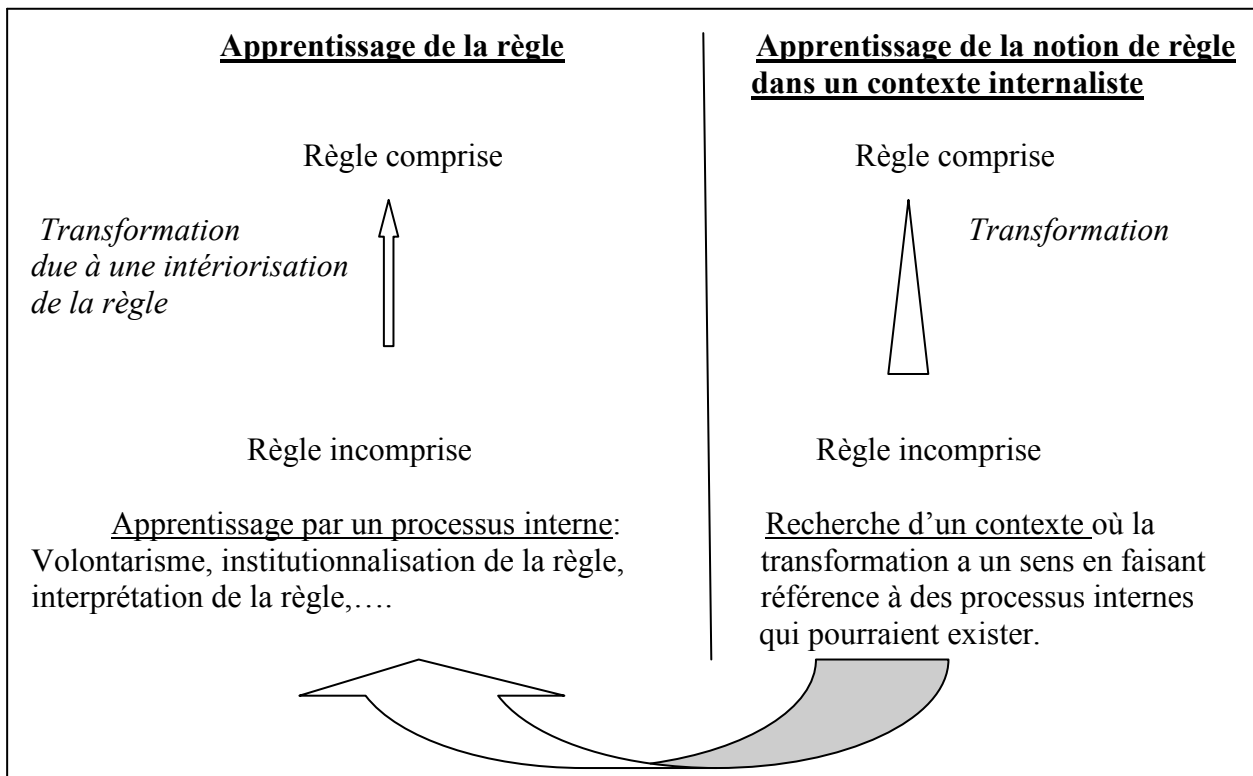 Apprentissage de la règle
Règle comprise
Transformation
due à une intériorisation
de la règle
Règle incomprise
Apprentissage par un processus interne:
Volontarisme, institutionnalisation de la règle,
interprétation de la règle,….
Apprentissage de la notion de règle
dans un contexte internaliste
Règle comprise
Transformation
Règle incomprise
Recherche d’un contexte où la
transformation a un sens en faisant
référence à des processus internes
qui pourraient exister.